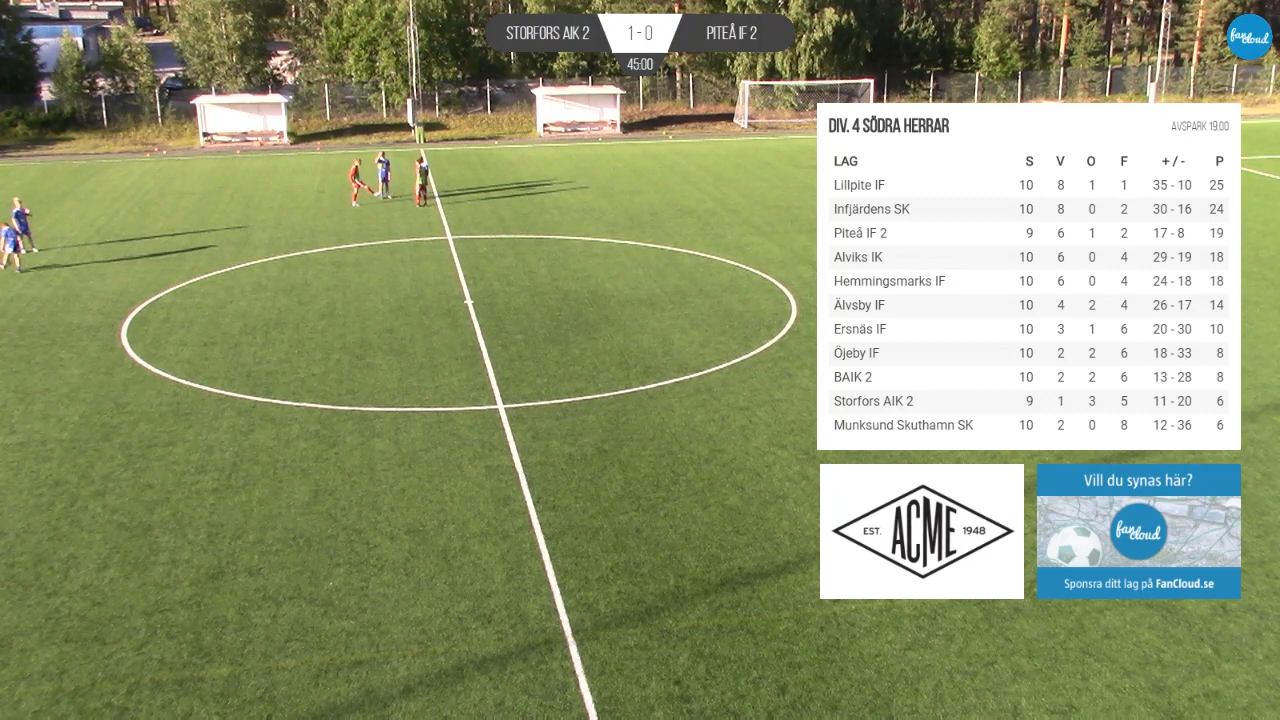 STORFORS AIK 2 1 - 0 PITEÅ IF 2
45:00
fan cloud
DIV. 4 SÖDRA HERRAR AVSPARK 19:00
LAG S V O F + / - P
Lillpite IF 10 8 1 1 35 - 10 25
Infjärdens SK 10 8 0 2 30 - 16 24
Piteå IF 2 9 6 1 2 17 - 8 19
Alviks IK 10 6 0 4 29 - 19 18
Hemmingsmarks IF 10 6 0 4 24 - 18 18
Älvsby IF 10 4 2 4 26 - 17 14
Ersnäs IF 10 3 1 6 20 - 30 10
Öjeby IF 10 2 2 6 18 - 33 8
BAIK 2 10 2 2 6 13 - 28 8
Storfors AIK 2 9 1 3 5 11 - 20 6
Munksund Skuthamn SK 10 2 0 8 12 - 36 6
EST. ACME 1948
Vill du synas här?
fan cloud
Sponsra ditt lag på FanCloud.se